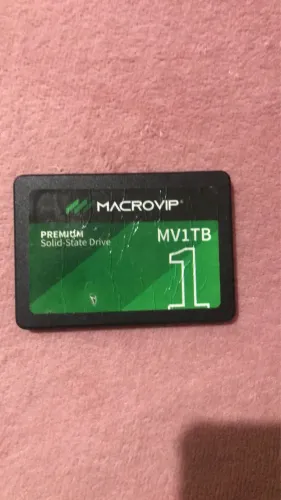 MACROVIP®
PREMIUM
Solid-State Drive
MV1TB
1